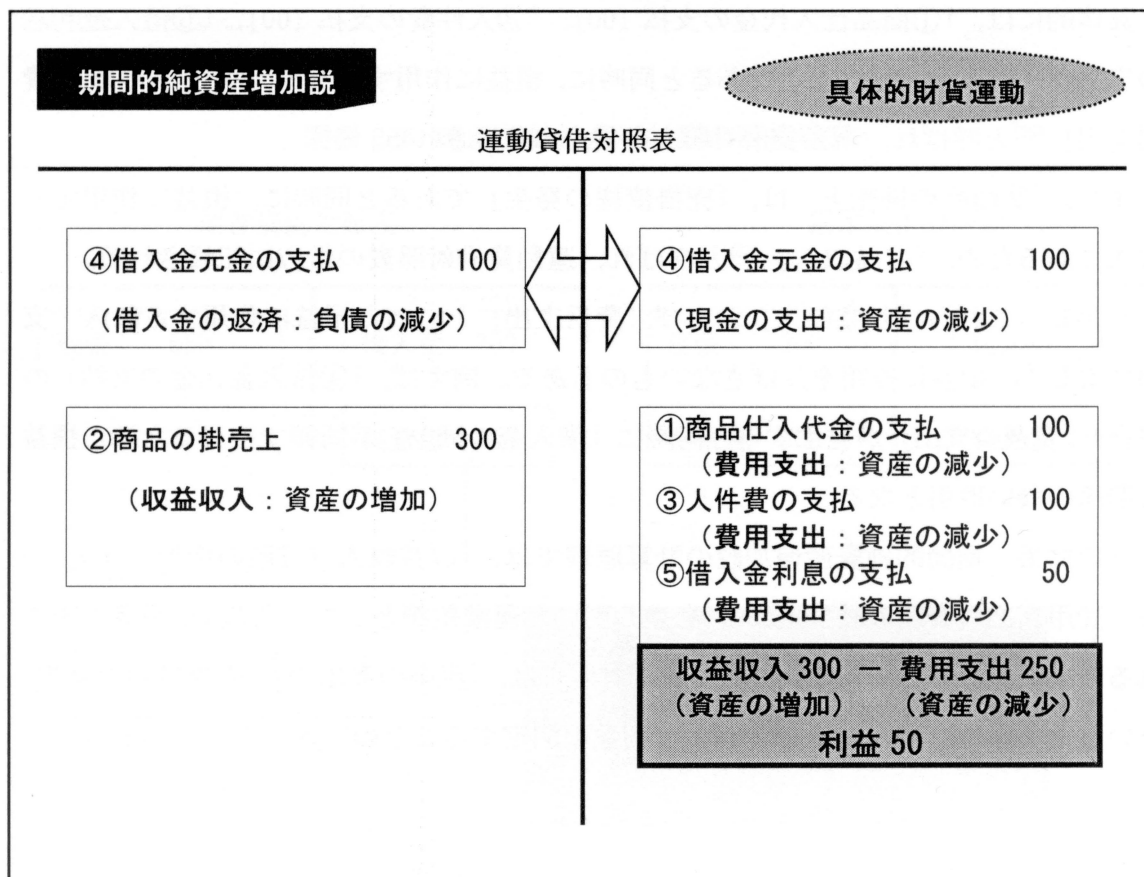 期間的純資産増加説
具体的財貨運動
運動貸借対照表
④借入金元金の支払 100
（借入金の返済：負債の減少）
④借入金元金の支払 100
（現金の支出：資産の減少）
②商品の掛売上 300
（収益収入：資産の増加）
①商品仕入代金の支払 100
（費用支出：資産の減少）
③人件費の支払 100
（費用支出：資産の減少）
⑤借入金利息の支払 50
（費用支出：資産の減少）
収益収入 300 － 費用支出 250
（資産の増加） （資産の減少）
利益 50